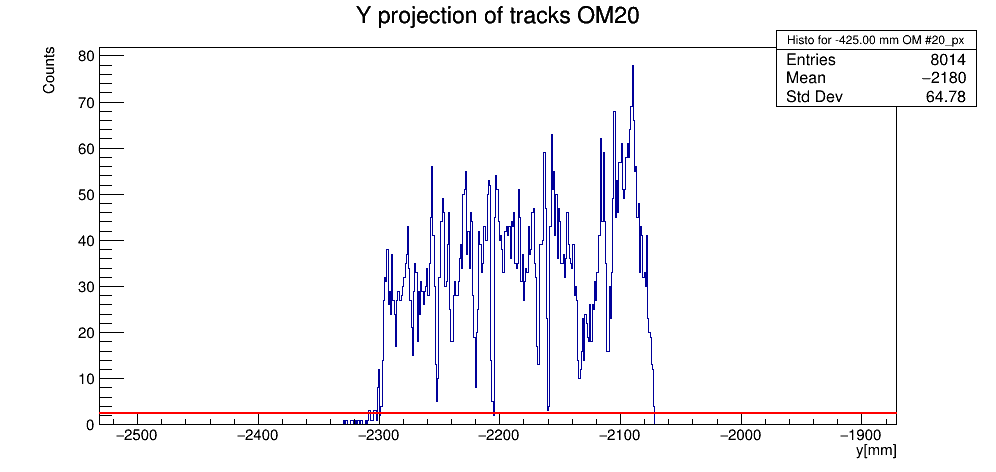 Y projection of tracks OM20
Histo for -425.00 mm OM #20_px
Entries 8014
Mean −2180
Std Dev 64.78
Counts
80
70
60
50
40
30
20
10
0
−2500 −2400 −2300 −2200 −2100 −2000 −1900
y[mm]